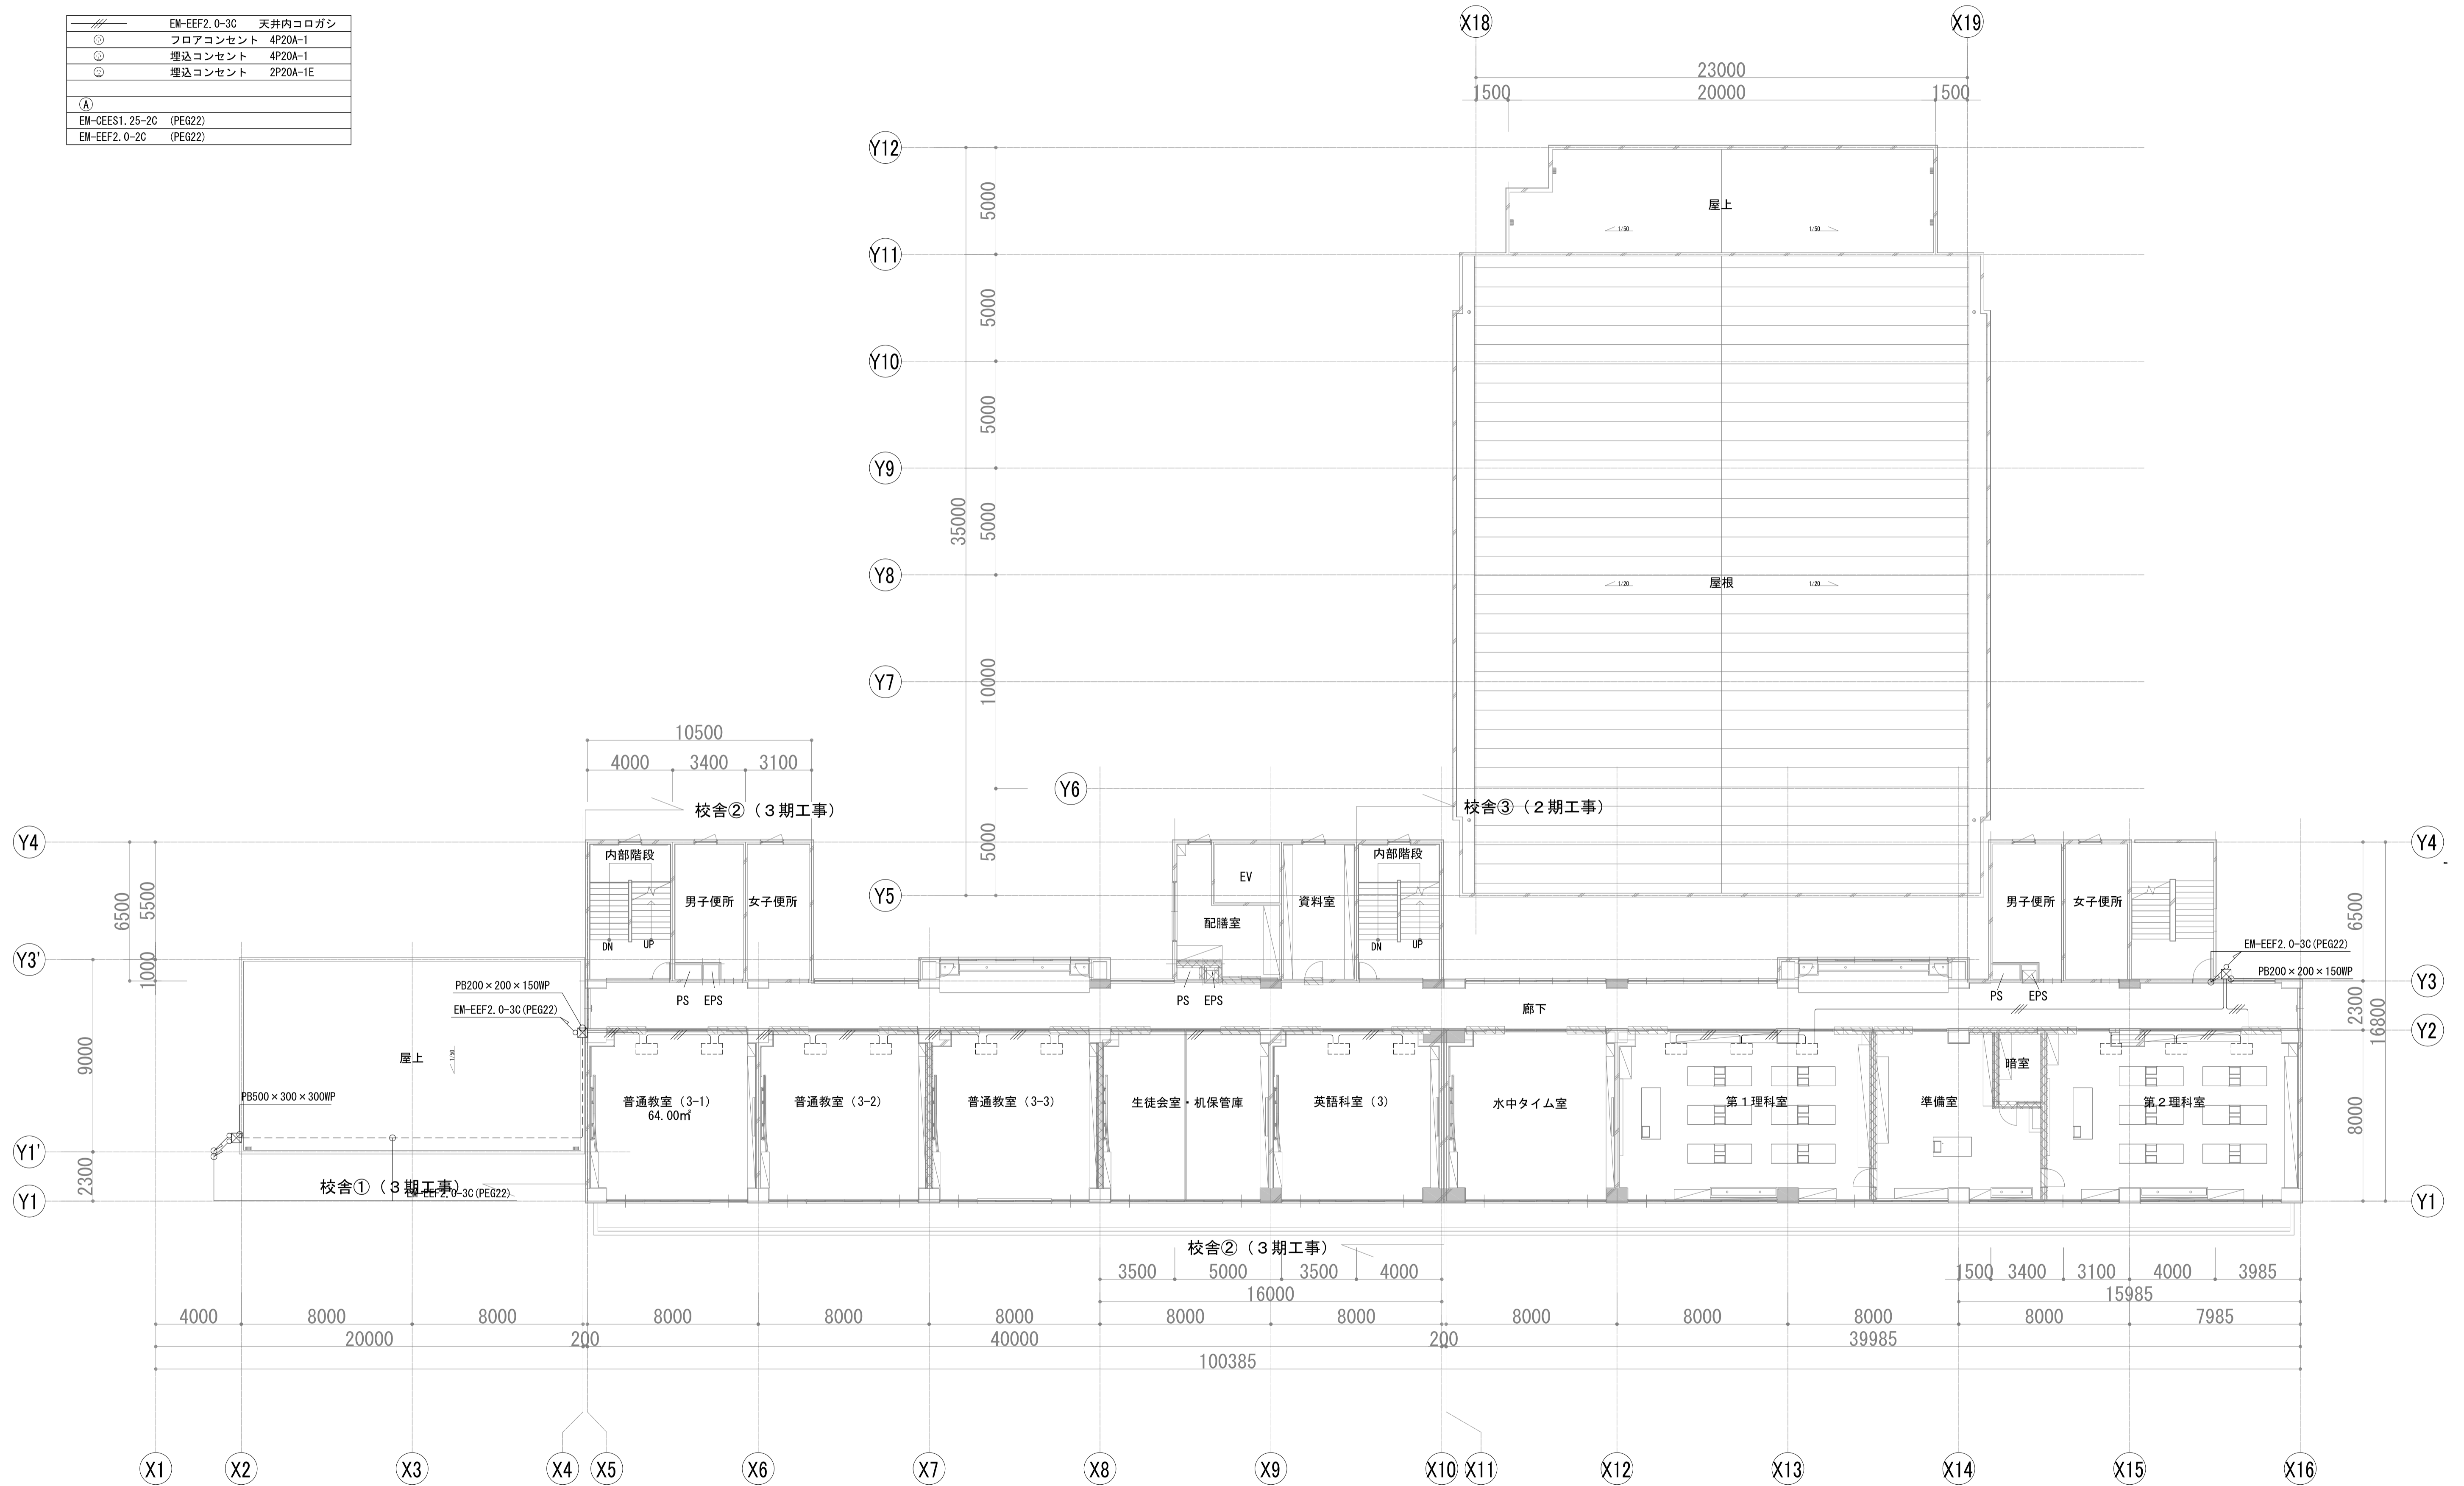 EM-EEF2.0-3C 天井内コロガシ
フロアコンセント 4P20A-1
埋込コンセント 4P20A-1
埋込コンセント 2P20A-1E
A
EM-CEES1.25-2C (PEG22)
EM-EEF2.0-2C (PEG22)
X18 X19
23000
1500 20000 1500
Y12
5000
屋上
1/50 1/50
Y11
5000
Y10
5000
Y9
35000
5000
Y8
屋根
1/20 1/20
10000
Y7
Y6
5000
Y5
10500
4000 3400 3100
校舎②（３期工事）
校舎③（２期工事）
Y4 Y4
内部階段
男子便所
女子便所
DN UP
PS EPS
EV
配膳室
資料室
内部階段
DN UP
PS EPS
男子便所
女子便所
PS EPS
EM-EEF2.0-3C(PEG22)
PB200×200×150WP
6500 5500
1000
Y3'
Y3
6500
2300
16800
Y2
8000
廊下
PB200×200×150WP
EM-EEF2.0-3C(PEG22)
屋上
1/50
9000
PB500×300×300WP
普通教室（3-1）
64.00㎡
普通教室（3-2）
普通教室（3-3）
生徒会室・机保管庫
英語科室（3）
水中タイム室
第１理科室
準備室
暗室
第２理科室
Y1'
2300
校舎①（３期工事）
EM-EEF2.0-3C(PEG22)
Y1 Y1
校舎②（３期工事）
3500 5000 3500 4000
1500 3400 3100 4000 3985
16000
15985
4000 8000 8000 8000 8000 8000 8000 8000 8000 8000 8000 8000 7985
20000 200 40000 200 39985
100385
X1 X2 X3 X4 X5 X6 X7 X8 X9 X10 X11 X12 X13 X14 X15 X16